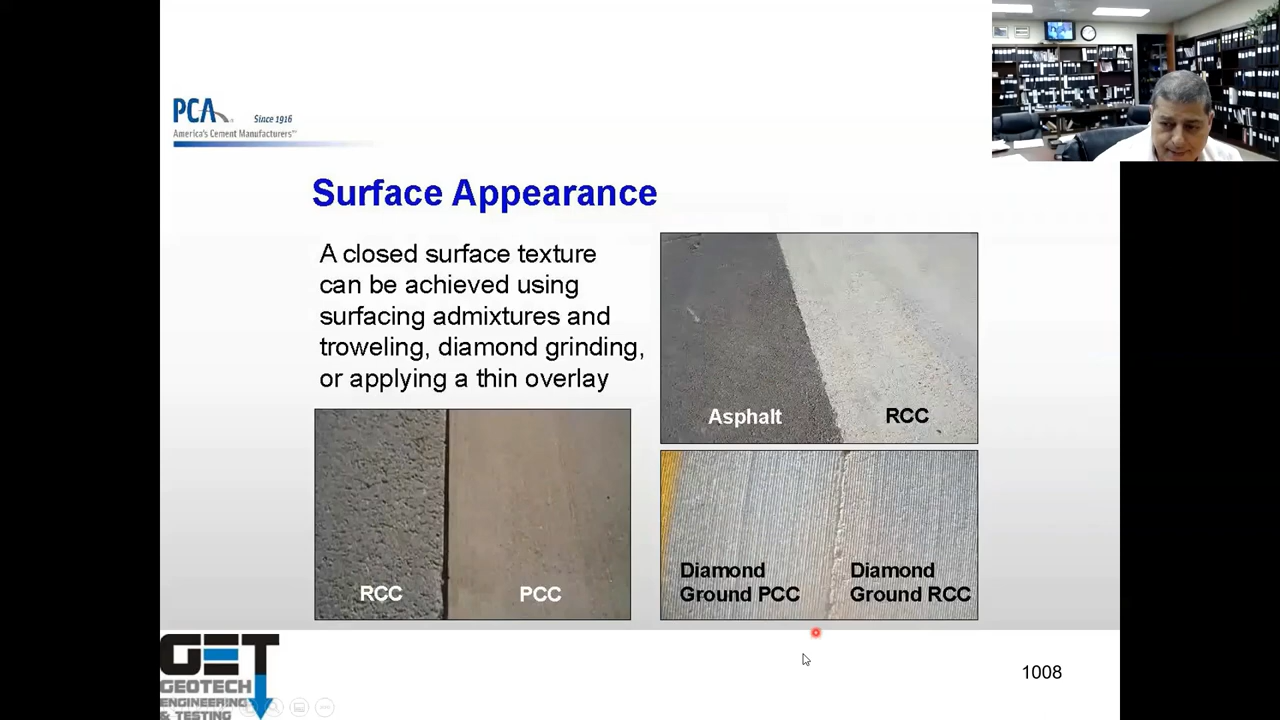 PCA
Since 1916
America's Cement Manufacturers™
Surface Appearance
A closed surface texture
can be achieved using
surfacing admixtures and
troweling, diamond grinding,
or applying a thin overlay
Asphalt
RCC
RCC
PCC
Diamond
Ground PCC
Diamond
Ground RCC
GET
GEOTECH
ENGINEERING
& TESTING
1008